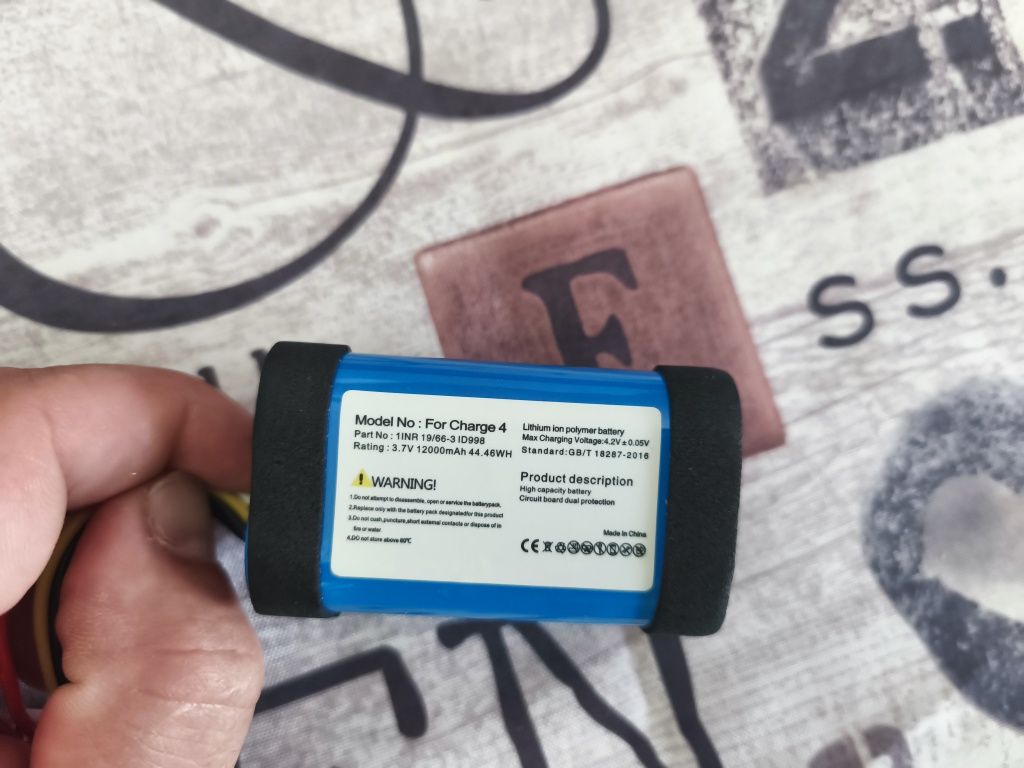 F
ss.
Model No : For Charge 4
Part No : 1INR 19/66-3 ID998
Rating : 3.7V 12000mAh 44.46WH
WARNING!
1.Do not attempt to disassemble, open or service the batterypack.
2.Replace only with the battery pack designatedfor this product
3.Do not cush,puncture,short external contacts or dispose of in
fire or water.
4.DO not store above 60℃
Lithium ion polymer battery
Max Charging Voltage:4.2V±0.05V
Standard:GB/T 18287-2016
Product description
High capacity battery
Circuit board dual protection
Made in China
CE